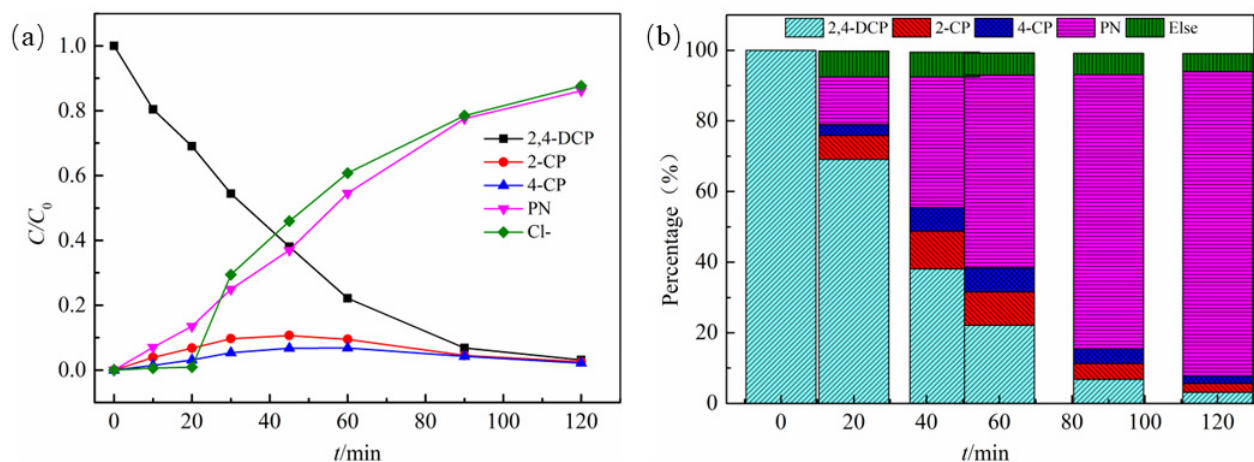 (a)
1.0
0.8
0.6
0.4
0.2
0.0
C/C₀
2,4-DCP
2-CP
4-CP
PN
Cl-
0 20 40 60 80 100 120
t/min
(b)
2,4-DCP 2-CP 4-CP PN Else
100
80
60
40
20
0
Percentage（%）
0 20 40 60 80 100 120
t/min